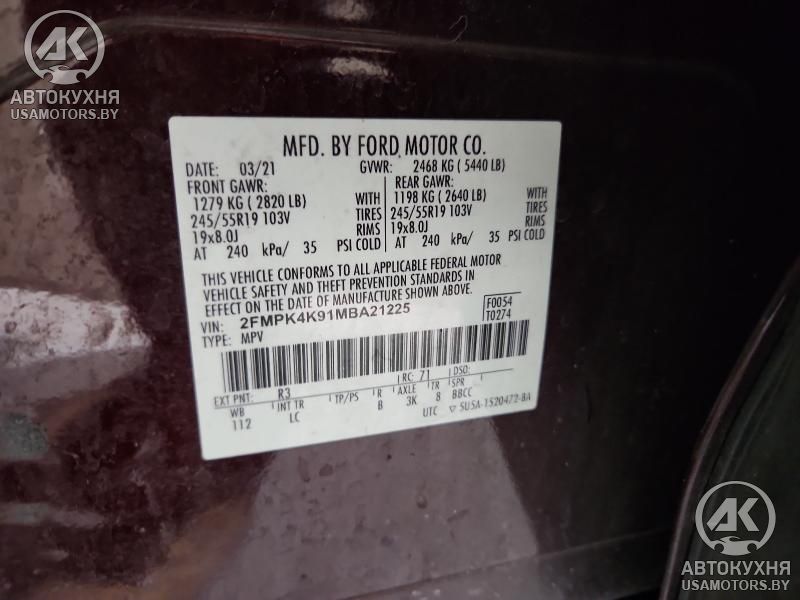 AK
АВТОКУХНЯ
USAMOTORS.BY
MFD. BY FORD MOTOR CO.
DATE: 03/21 GVWR: 2468 KG ( 5440 LB)
FRONT GAWR: REAR GAWR:
1279 KG ( 2820 LB) WITH 1198 KG ( 2640 LB) WITH
245/55R19 103V TIRES 245/55R19 103V TIRES
19x8.0J RIMS 19x8.0J RIMS
AT 240 kPa/ 35 PSI COLD AT 240 kPa/ 35 PSI COLD
THIS VEHICLE CONFORMS TO ALL APPLICABLE FEDERAL MOTOR
VEHICLE SAFETY AND THEFT PREVENTION STANDARDS IN
EFFECT ON THE DATE OF MANUFACTURE SHOWN ABOVE.
VIN: 2FMPK4K91MBA21225 F0054
TYPE: MPV T0274
EXT PNT: R3 RC: 71 DSO:
WB INT TR TP/PS R AXLE TR SPR
112 LC B 3K 8 BBCC
UTC ▽ 5U5A-1520472-BA
AK
АВТОКУХНЯ
USAMOTORS.BY